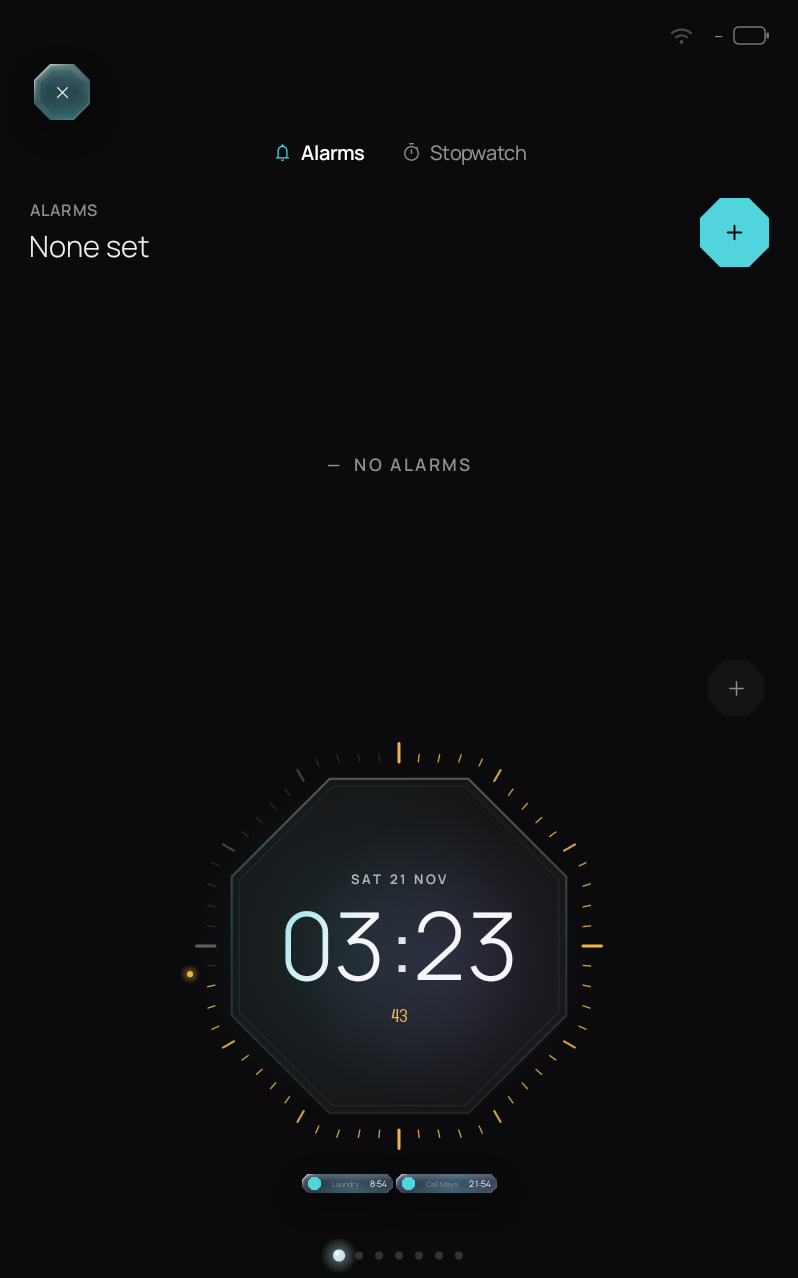 –
Alarms Stopwatch
ALARMS
None set
– NO ALARMS
SAT 21 NOV
03:23
43
Laundry 8:54 Call Maya 21:54